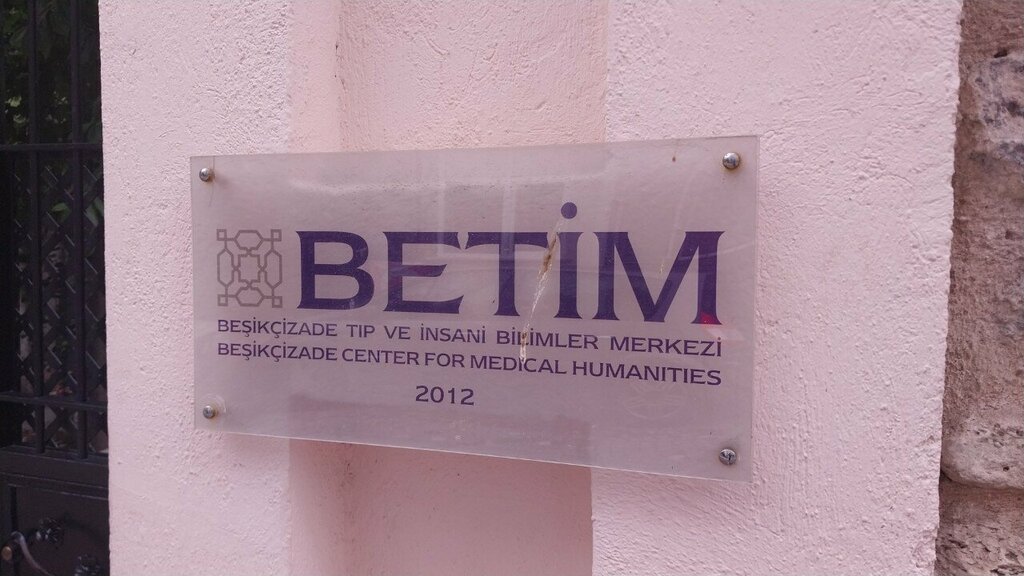 BETİM
BEŞİKÇİZADE TIP VE İNSANİ BİLİMLER MERKEZİ
BEŞİKÇİZADE CENTER FOR MEDICAL HUMANITIES
2012